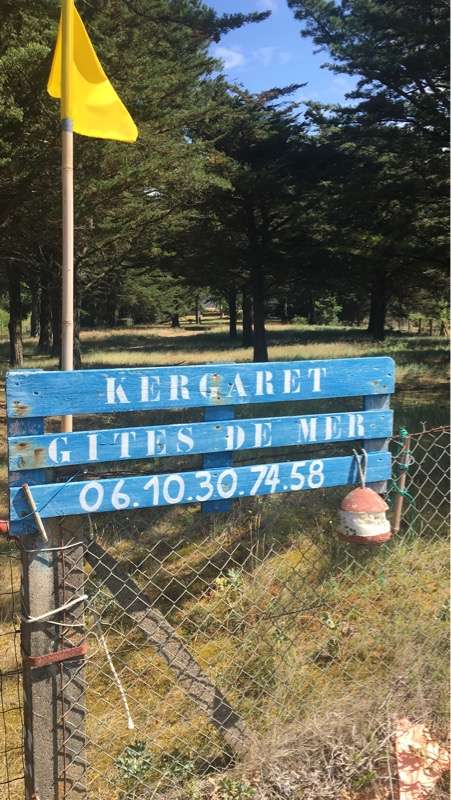 KERGARET
GITES DE MER
06.10.30.74.58